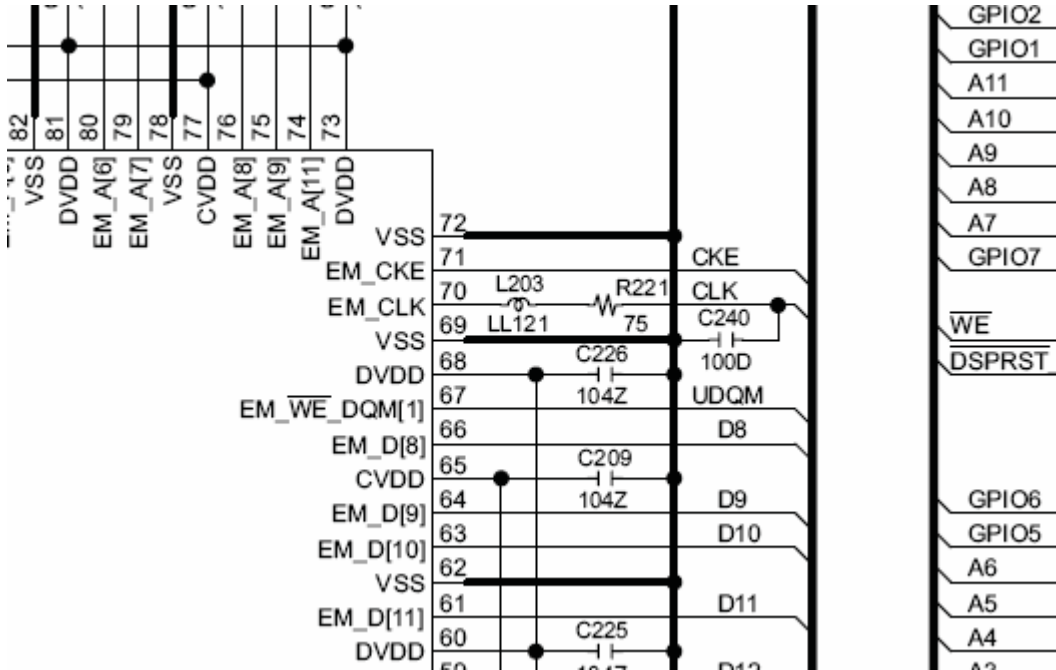 82
81
80
79
78
77
76
75
74
73
VSS
DVDD
EM_A[6]
EM_A[7]
VSS
CVDD
EM_A[8]
EM_A[9]
EM_A[11]
DVDD
VSS 72
EM_CKE 71 CKE
EM_CLK 70 L203 LL121 R221 75 CLK
VSS 69 C240 100D
DVDD 68 C226 104Z
EM_WE_DQM[1] 67 UDQM
EM_D[8] 66 D8
CVDD 65 C209 104Z
EM_D[9] 64 D9
EM_D[10] 63 D10
VSS 62
EM_D[11] 61 D11
DVDD 60 C225
GPIO2
GPIO1
A11
A10
A9
A8
A7
GPIO7
WE
DSPRST_
GPIO6
GPIO5
A6
A5
A4